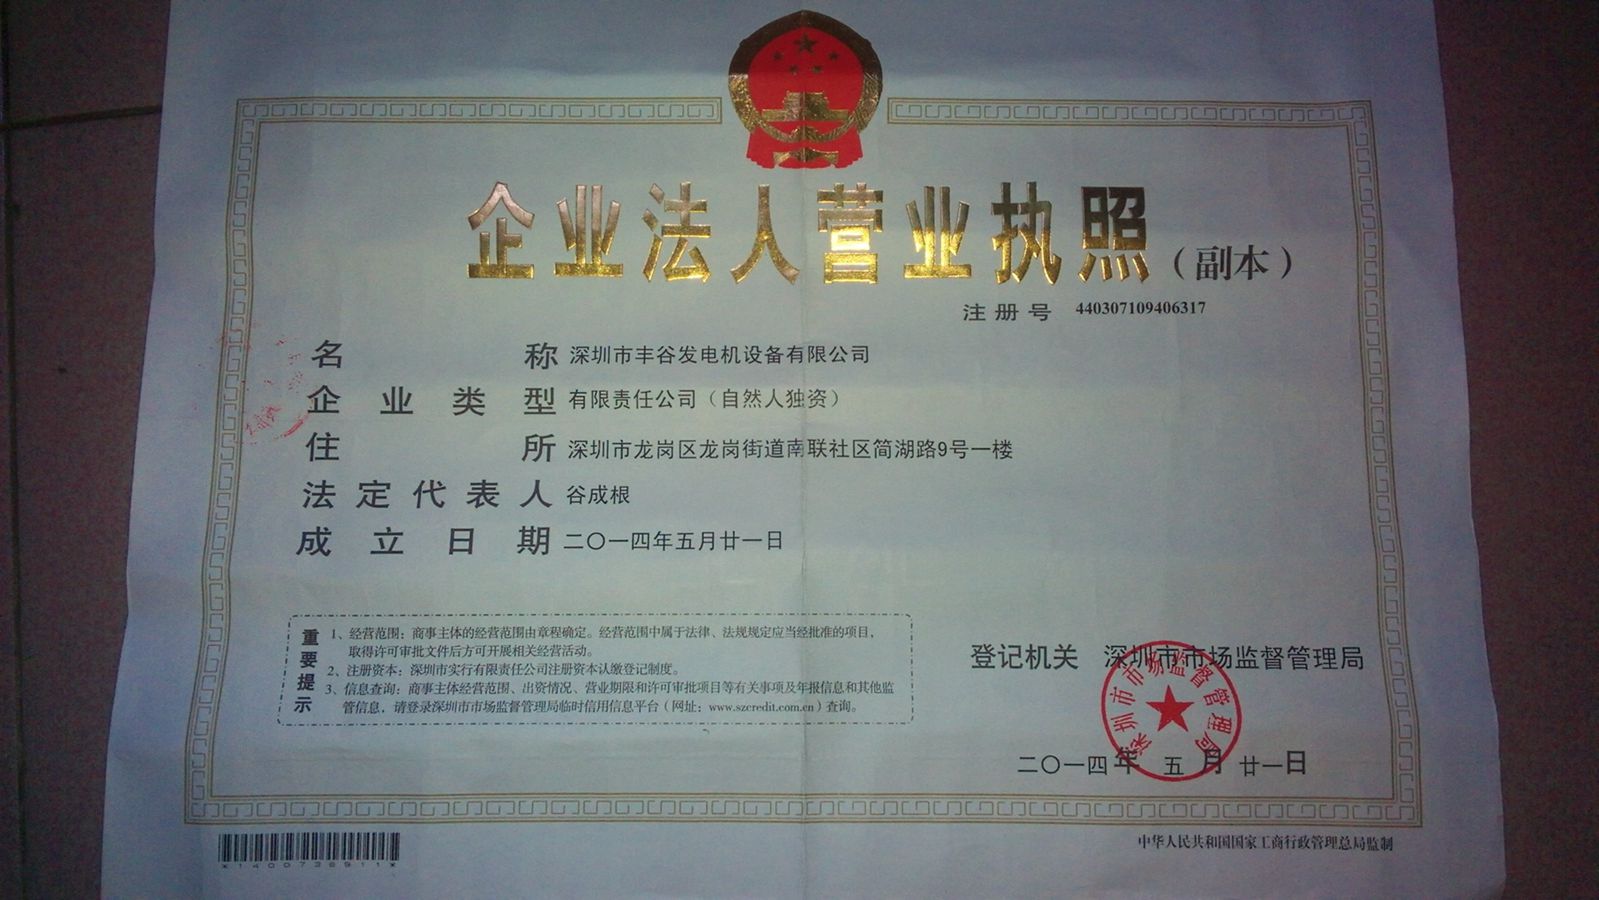 企业法人营业执照（副本）
注册号 440307109406317
名称 深圳市丰谷发电机设备有限公司
企业类型 有限责任公司（自然人独资）
住所 深圳市龙岗区龙岗街道南联社区简湖路9号一楼
法定代表人 谷成根
成立日期 二〇一四年五月廿一日
重要提示
1、经营范围：商事主体的经营范围由章程确定。经营范围中属于法律、法规规定应当经批准的项目，
取得许可审批文件后方可开展相关经营活动。
2、注册资本：深圳市实行有限责任公司注册资本认缴登记制度。
3、信息查询：商事主体经营范围、出资情况、营业期限和许可审批项目等有关事项及年报信息和其他监
管信息，请登录深圳市市场监督管理局临时信用信息平台（网址：www.szcredit.com.cn）查询。
登记机关 深圳市市场监督管理局
深圳市市场监督管理局
二〇一四年五月廿一日
中华人民共和国国家工商行政管理总局监制